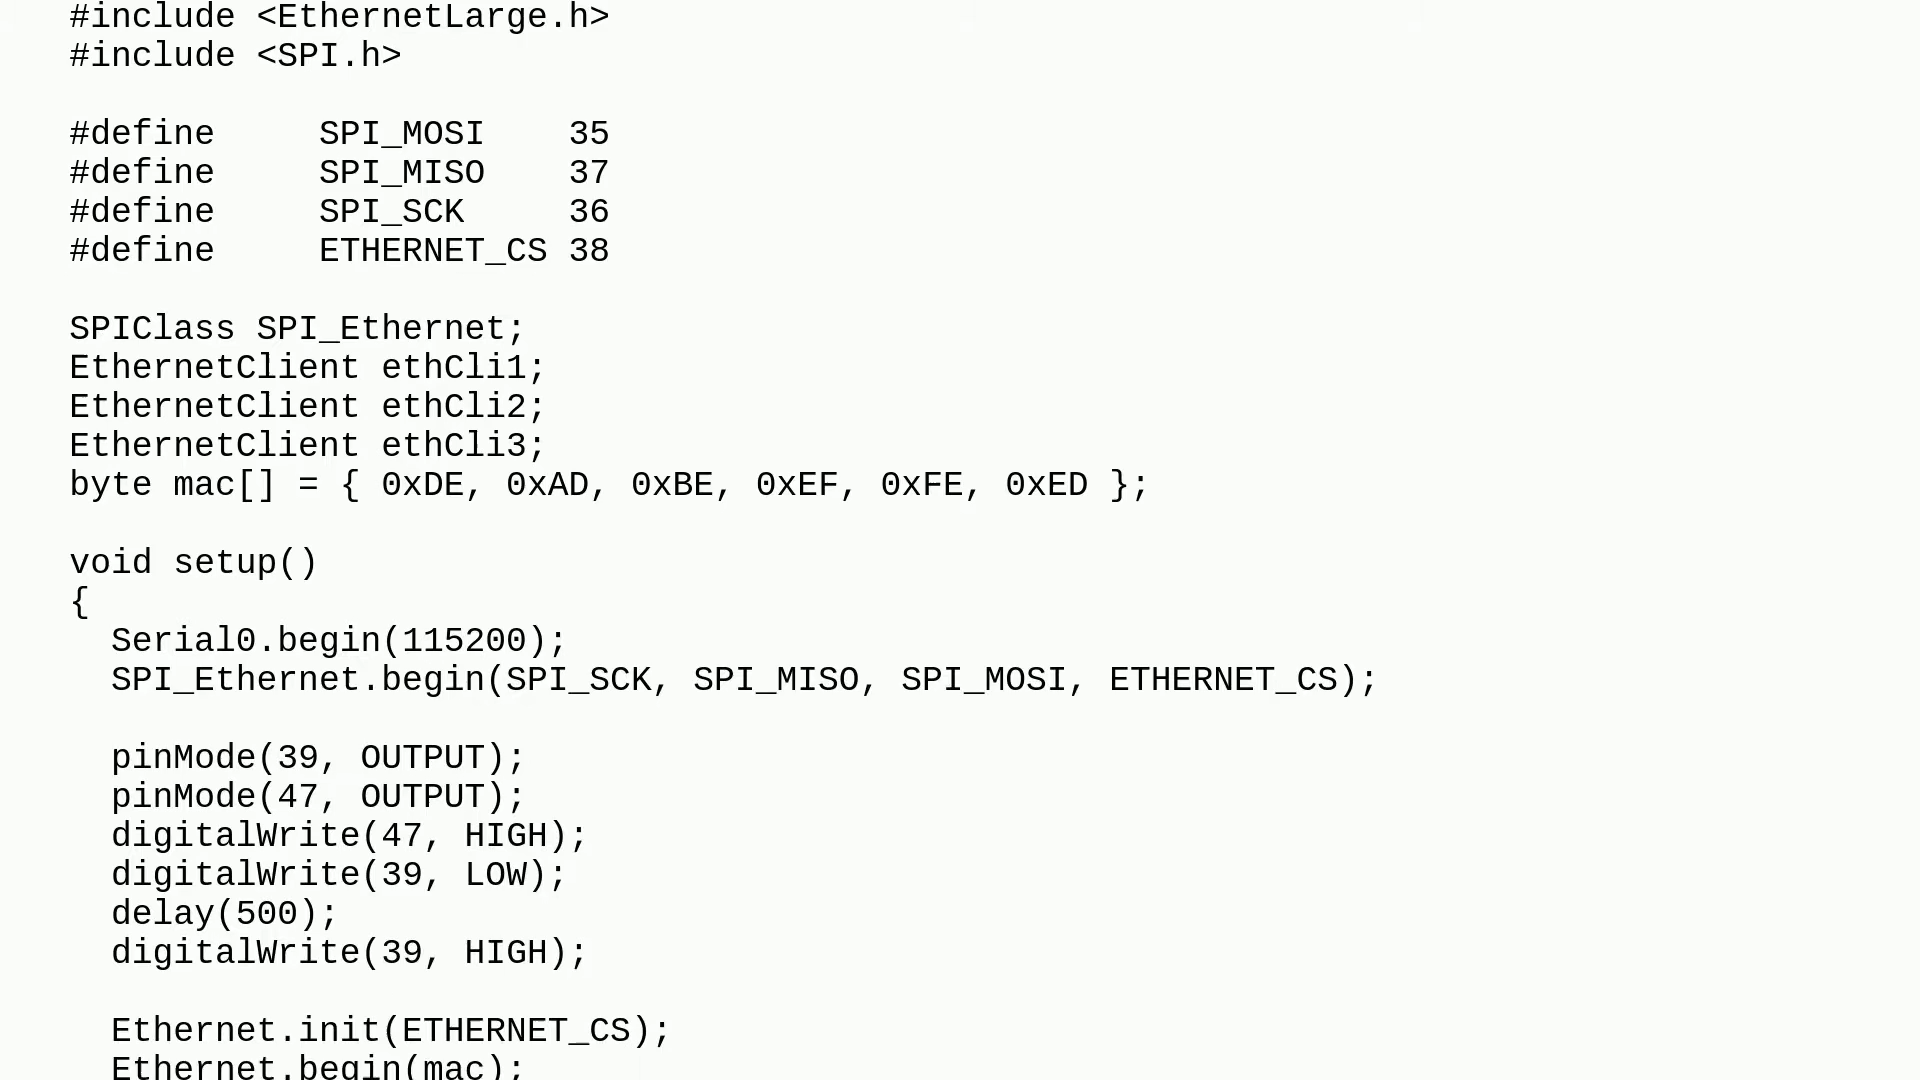 #include <EthernetLarge.h>
#include <SPI.h>

#define     SPI_MOSI    35
#define     SPI_MISO    37
#define     SPI_SCK     36
#define     ETHERNET_CS 38

SPIClass SPI_Ethernet;
EthernetClient ethCli1;
EthernetClient ethCli2;
EthernetClient ethCli3;
byte mac[] = { 0xDE, 0xAD, 0xBE, 0xEF, 0xFE, 0xED };

void setup()
{
  Serial0.begin(115200);
  SPI_Ethernet.begin(SPI_SCK, SPI_MISO, SPI_MOSI, ETHERNET_CS);

  pinMode(39, OUTPUT);
  pinMode(47, OUTPUT);
  digitalWrite(47, HIGH);
  digitalWrite(39, LOW);
  delay(500);
  digitalWrite(39, HIGH);

  Ethernet.init(ETHERNET_CS);
  Ethernet.begin(mac);